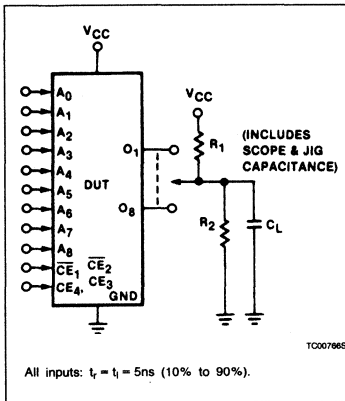 VCC
VCC
A0
A1
A2
A3
A4
A5
A6
A7
A8
CE1 CE2
CE4, CE3
GND
DUT
O1
O8
R1
(INCLUDES
SCOPE & JIG
CAPACITANCE)
R2
CL
TC00766S
All inputs: tr = tf = 5ns (10% to 90%).